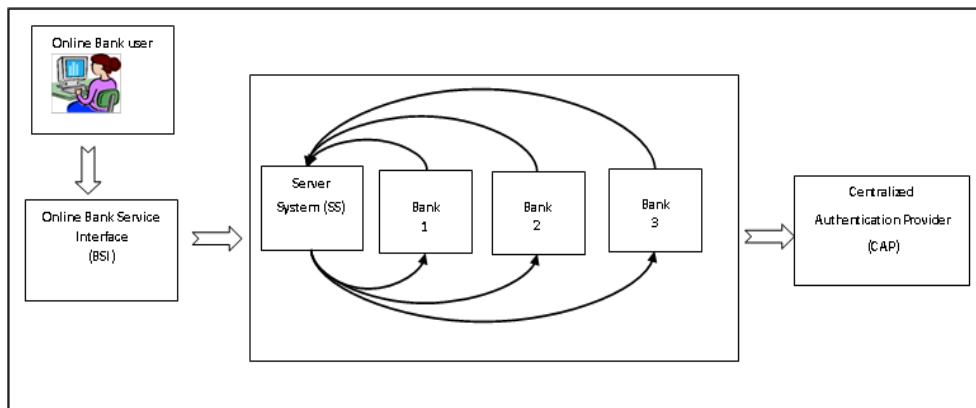 Online Bank user
Online Bank Service
Interface
(BSI)
Server
System (SS)
Bank
1
Bank
2
Bank
3
Centralized
Authentication Provider
(CAP)